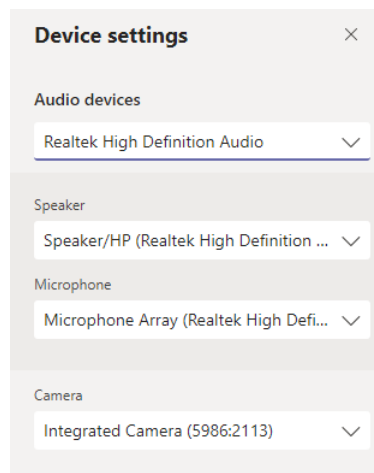 Device settings
Audio devices
Realtek High Definition Audio
Speaker
Speaker/HP (Realtek High Definition ...
Microphone
Microphone Array (Realtek High Defi...
Camera
Integrated Camera (5986:2113)